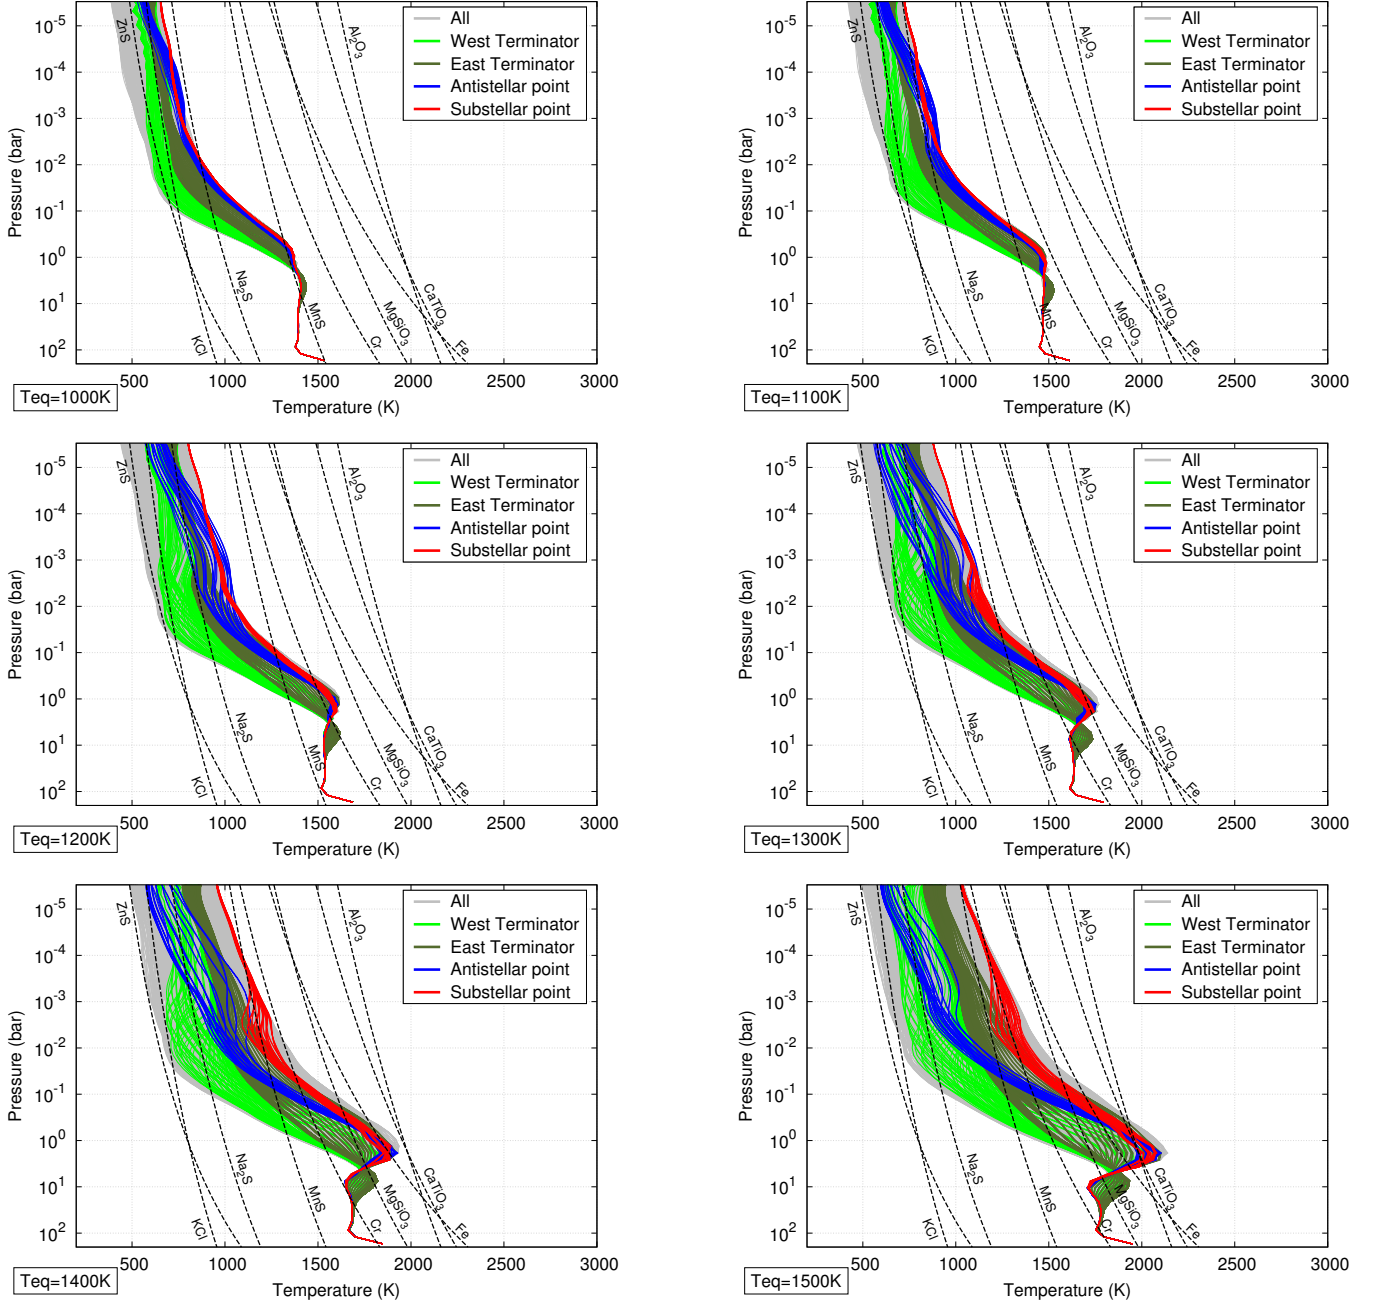 10-5
10-4
10-3
10-2
10-1
100
101
102
Pressure (bar)
500 1000 1500 2000 2500 3000
Temperature (K)
Teq=1000K
All
West Terminator
East Terminator
Antistellar point
Substellar point
ZnS
KCl
Na2S
MnS
Cr
MgSiO3
CaTiO3
Fe
Al2O3
10-5
10-4
10-3
10-2
10-1
100
101
102
Pressure (bar)
500 1000 1500 2000 2500 3000
Temperature (K)
Teq=1100K
All
West Terminator
East Terminator
Antistellar point
Substellar point
ZnS
KCl
Na2S
MnS
Cr
MgSiO3
CaTiO3
Fe
Al2O3
10-5
10-4
10-3
10-2
10-1
100
101
102
Pressure (bar)
500 1000 1500 2000 2500 3000
Temperature (K)
Teq=1200K
All
West Terminator
East Terminator
Antistellar point
Substellar point
ZnS
KCl
Na2S
MnS
Cr
MgSiO3
CaTiO3
Fe
Al2O3
10-5
10-4
10-3
10-2
10-1
100
101
102
Pressure (bar)
500 1000 1500 2000 2500 3000
Temperature (K)
Teq=1300K
All
West Terminator
East Terminator
Antistellar point
Substellar point
ZnS
KCl
Na2S
MnS
Cr
MgSiO3
CaTiO3
Fe
Al2O3
10-5
10-4
10-3
10-2
10-1
100
101
102
Pressure (bar)
500 1000 1500 2000 2500 3000
Temperature (K)
Teq=1400K
All
West Terminator
East Terminator
Antistellar point
Substellar point
ZnS
KCl
Na2S
MnS
Cr
MgSiO3
CaTiO3
Fe
Al2O3
10-5
10-4
10-3
10-2
10-1
100
101
102
Pressure (bar)
500 1000 1500 2000 2500 3000
Temperature (K)
Teq=1500K
All
West Terminator
East Terminator
Antistellar point
Substellar point
ZnS
KCl
Na2S
MnS
Cr
MgSiO3
CaTiO3
Fe
Al2O3